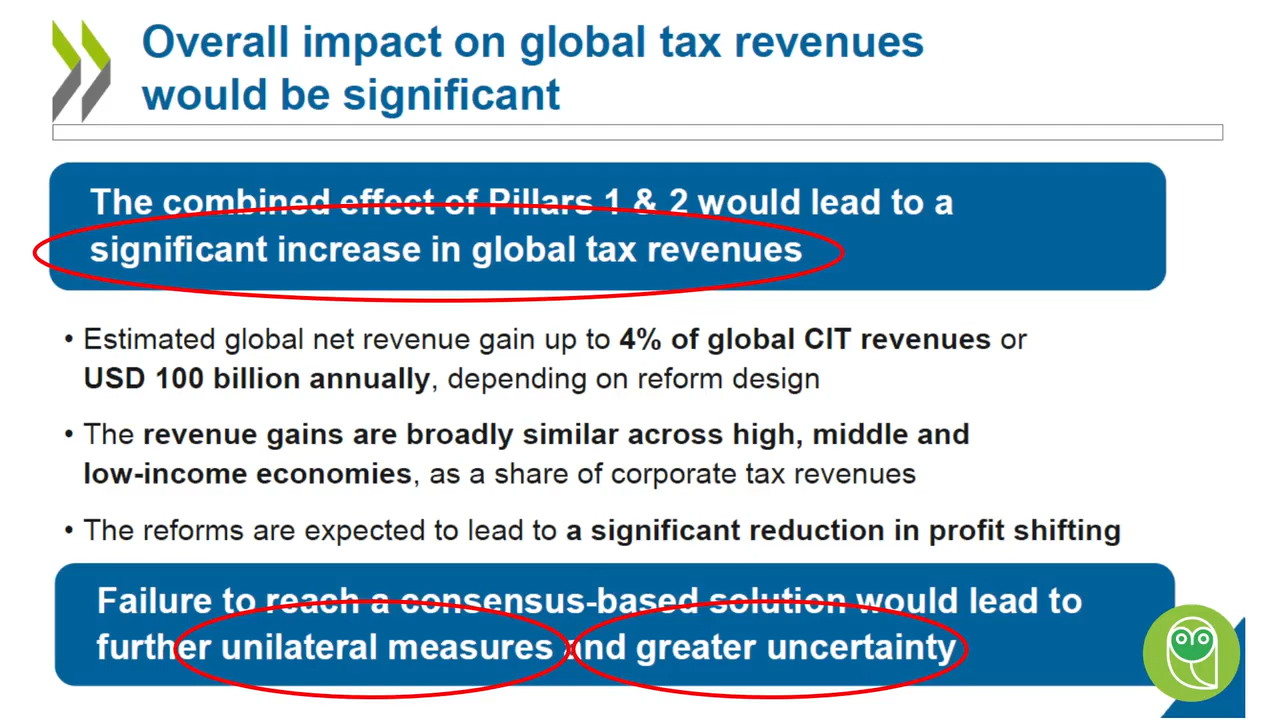 Overall impact on global tax revenues
would be significant
The combined effect of Pillars 1 & 2 would lead to a
significant increase in global tax revenues
• Estimated global net revenue gain up to 4% of global CIT revenues or
USD 100 billion annually, depending on reform design
• The revenue gains are broadly similar across high, middle and
low-income economies, as a share of corporate tax revenues
• The reforms are expected to lead to a significant reduction in profit shifting
Failure to reach a consensus-based solution would lead to
further unilateral measures and greater uncertainty